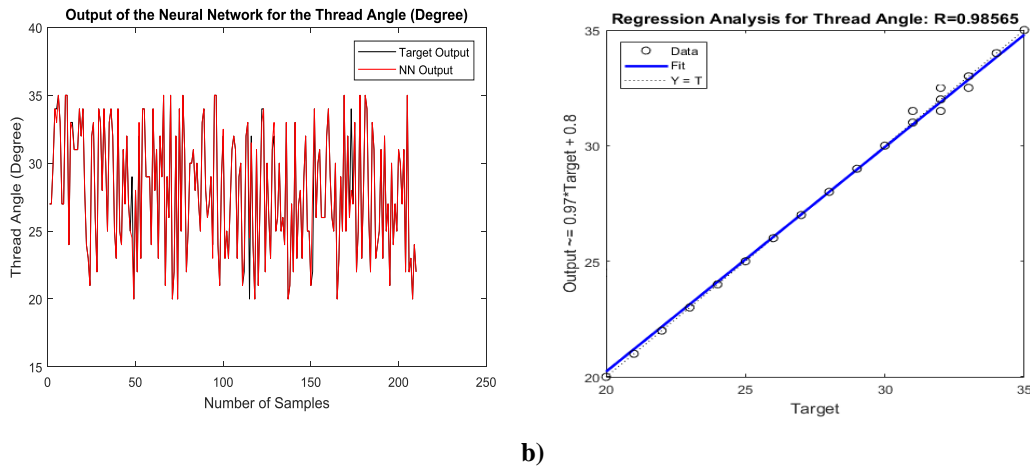 Output of the Neural Network for the Thread Angle (Degree)
40
35
30
25
20
15
Thread Angle (Degree)
0
50
100
150
200
250
Number of Samples
Target Output
NN Output
Regression Analysis for Thread Angle: R=0.98565
35
30
25
20
Output ~= 0.97*Target + 0.8
20
25
30
35
Target
Data
Fit
Y = T
b)